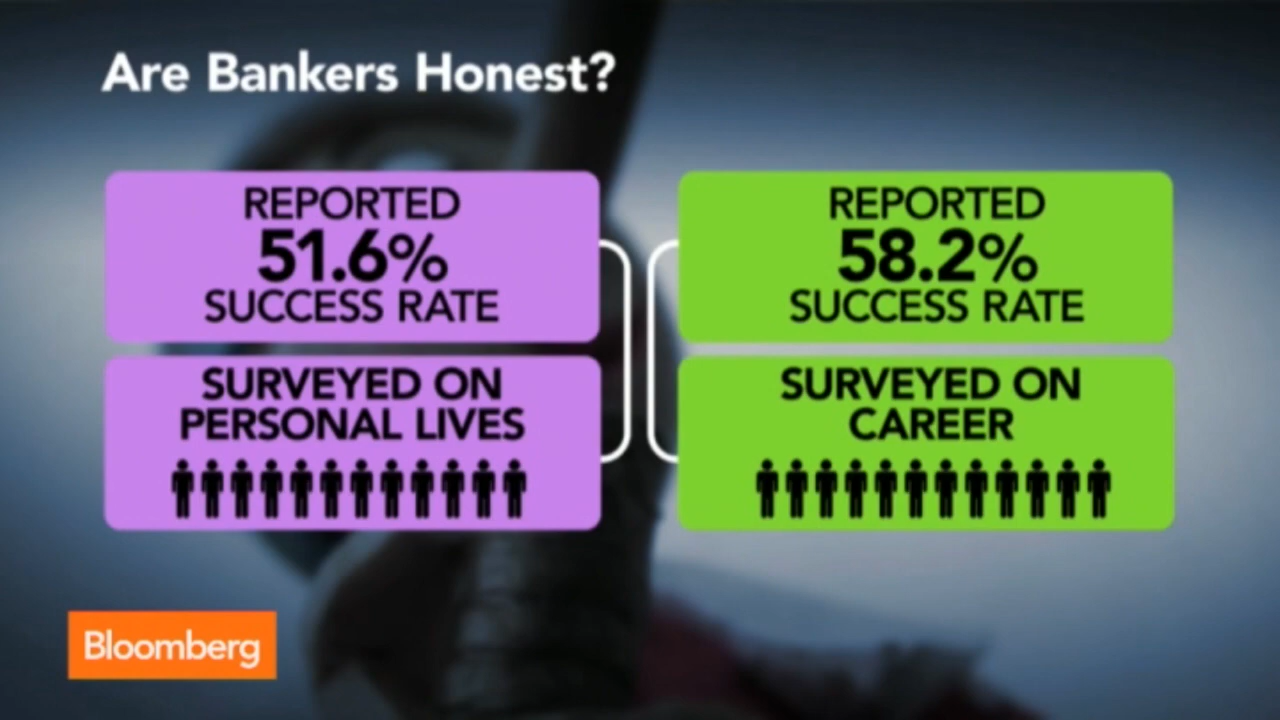 Are Bankers Honest?
REPORTED
51.6%
SUCCESS RATE
SURVEYED ON
PERSONAL LIVES
REPORTED
58.2%
SUCCESS RATE
SURVEYED ON
CAREER
Bloomberg